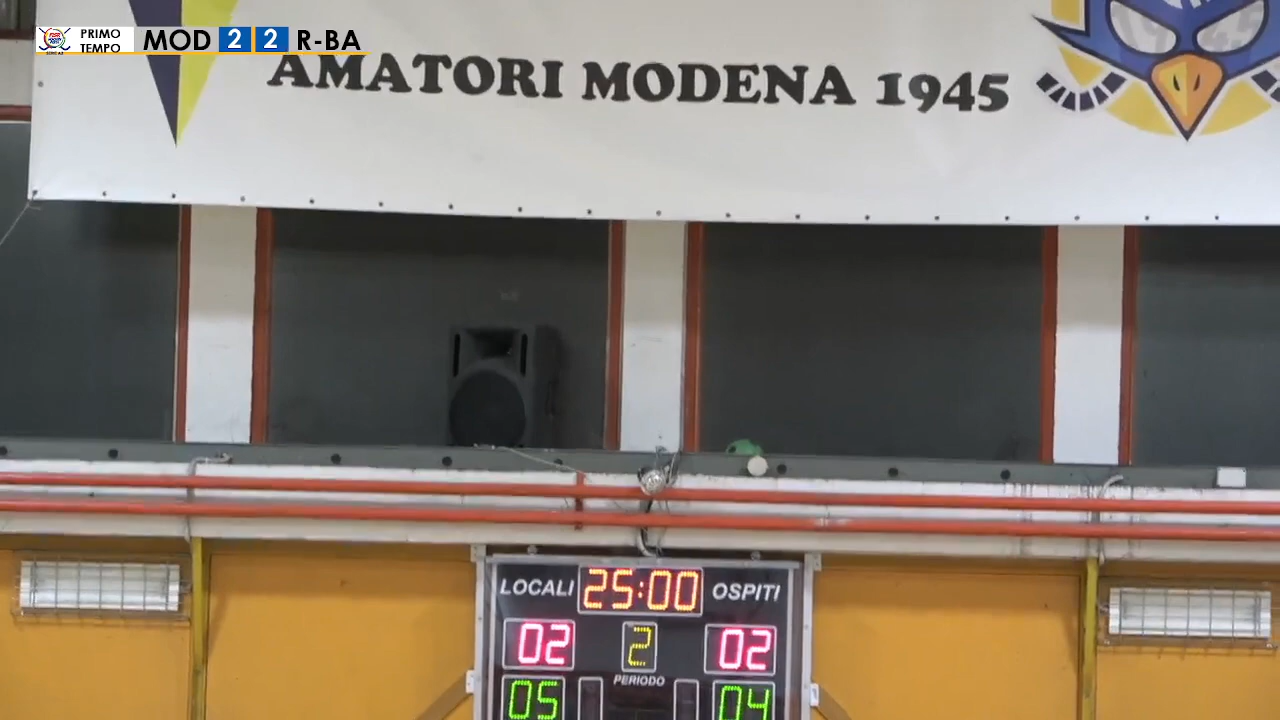 PRIMO
TEMPO
MOD 2 2 R-BA
AMATORI MODENA 1945
LOCALI 25:00 OSPITI
02 2 02
PERIODO
05 04